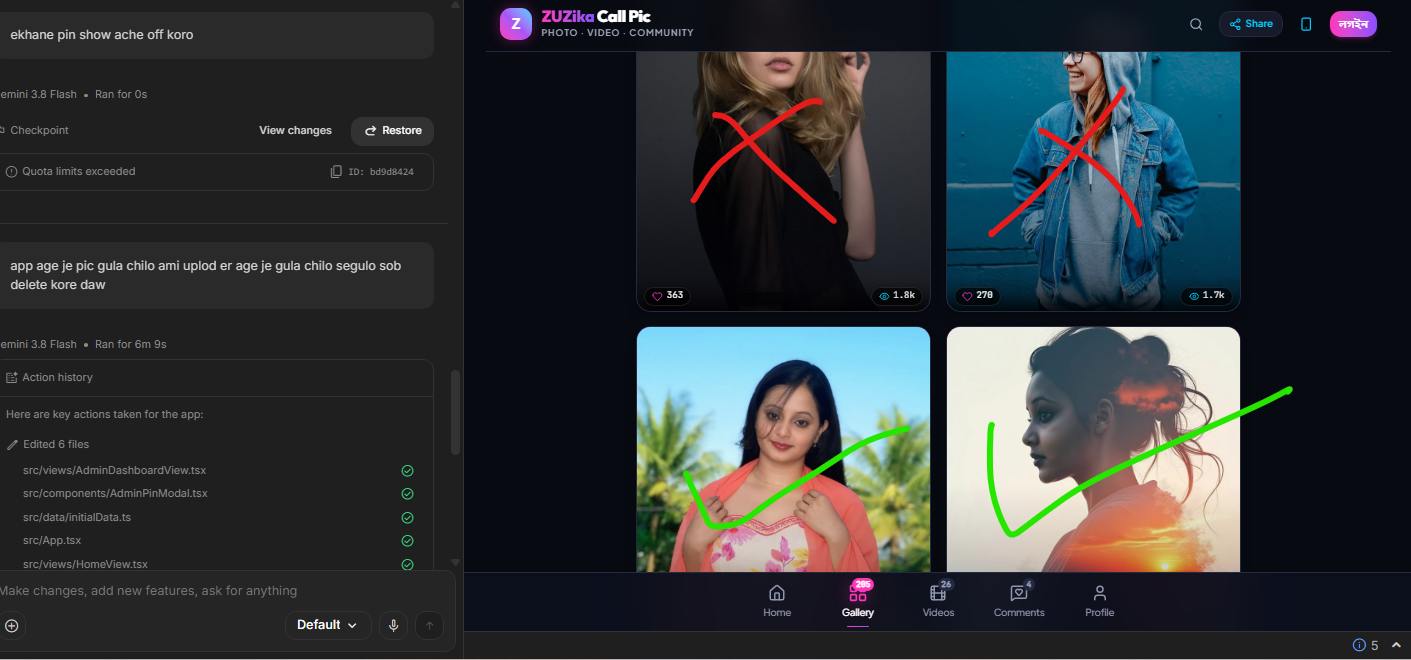 ekhane pin show ache off koro
emini 3.8 Flash • Ran for 0s
Checkpoint
View changes
Restore
Quota limits exceeded
ID: bd9d8424
app age je pic gula chilo ami uplod er age je gula chilo segulo sob
delete kore daw
emini 3.8 Flash • Ran for 6m 9s
Action history
Here are key actions taken for the app:
Edited 6 files
src/views/AdminDashboardView.tsx
src/components/AdminPinModal.tsx
src/data/initialData.ts
src/App.tsx
src/views/HomeView.tsx
Make changes, add new features, ask for anything
Default
Z
ZUZika Call Pic
PHOTO · VIDEO · COMMUNITY
Share
লগইন
363
1.8k
270
1.7k
Home
285
Gallery
26
Videos
4
Comments
Profile
5